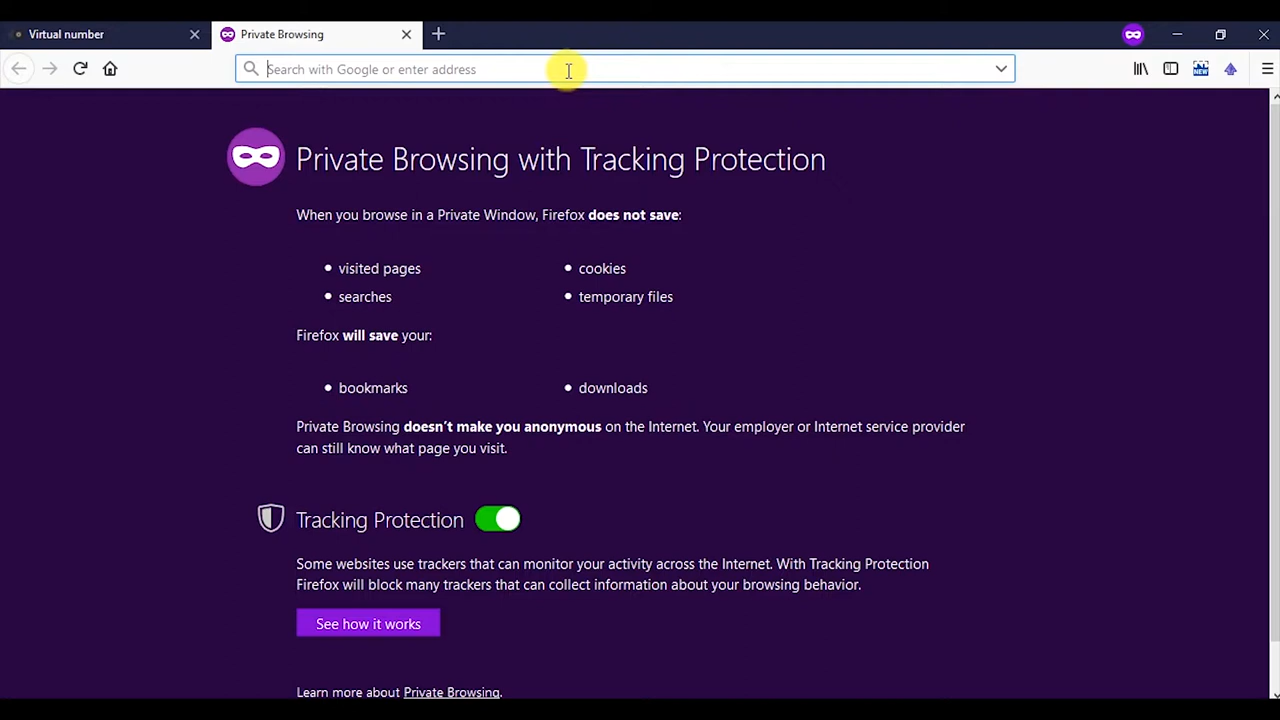 Virtual number
Private Browsing
Search with Google or enter address
NEW
Private Browsing with Tracking Protection
When you browse in a Private Window, Firefox does not save:
• visited pages
• cookies
• searches
• temporary files
Firefox will save your:
• bookmarks
• downloads
Private Browsing doesn't make you anonymous on the Internet. Your employer or Internet service provider
can still know what page you visit.
Tracking Protection
Some websites use trackers that can monitor your activity across the Internet. With Tracking Protection
Firefox will block many trackers that can collect information about your browsing behavior.
See how it works
Learn more about Private Browsing.